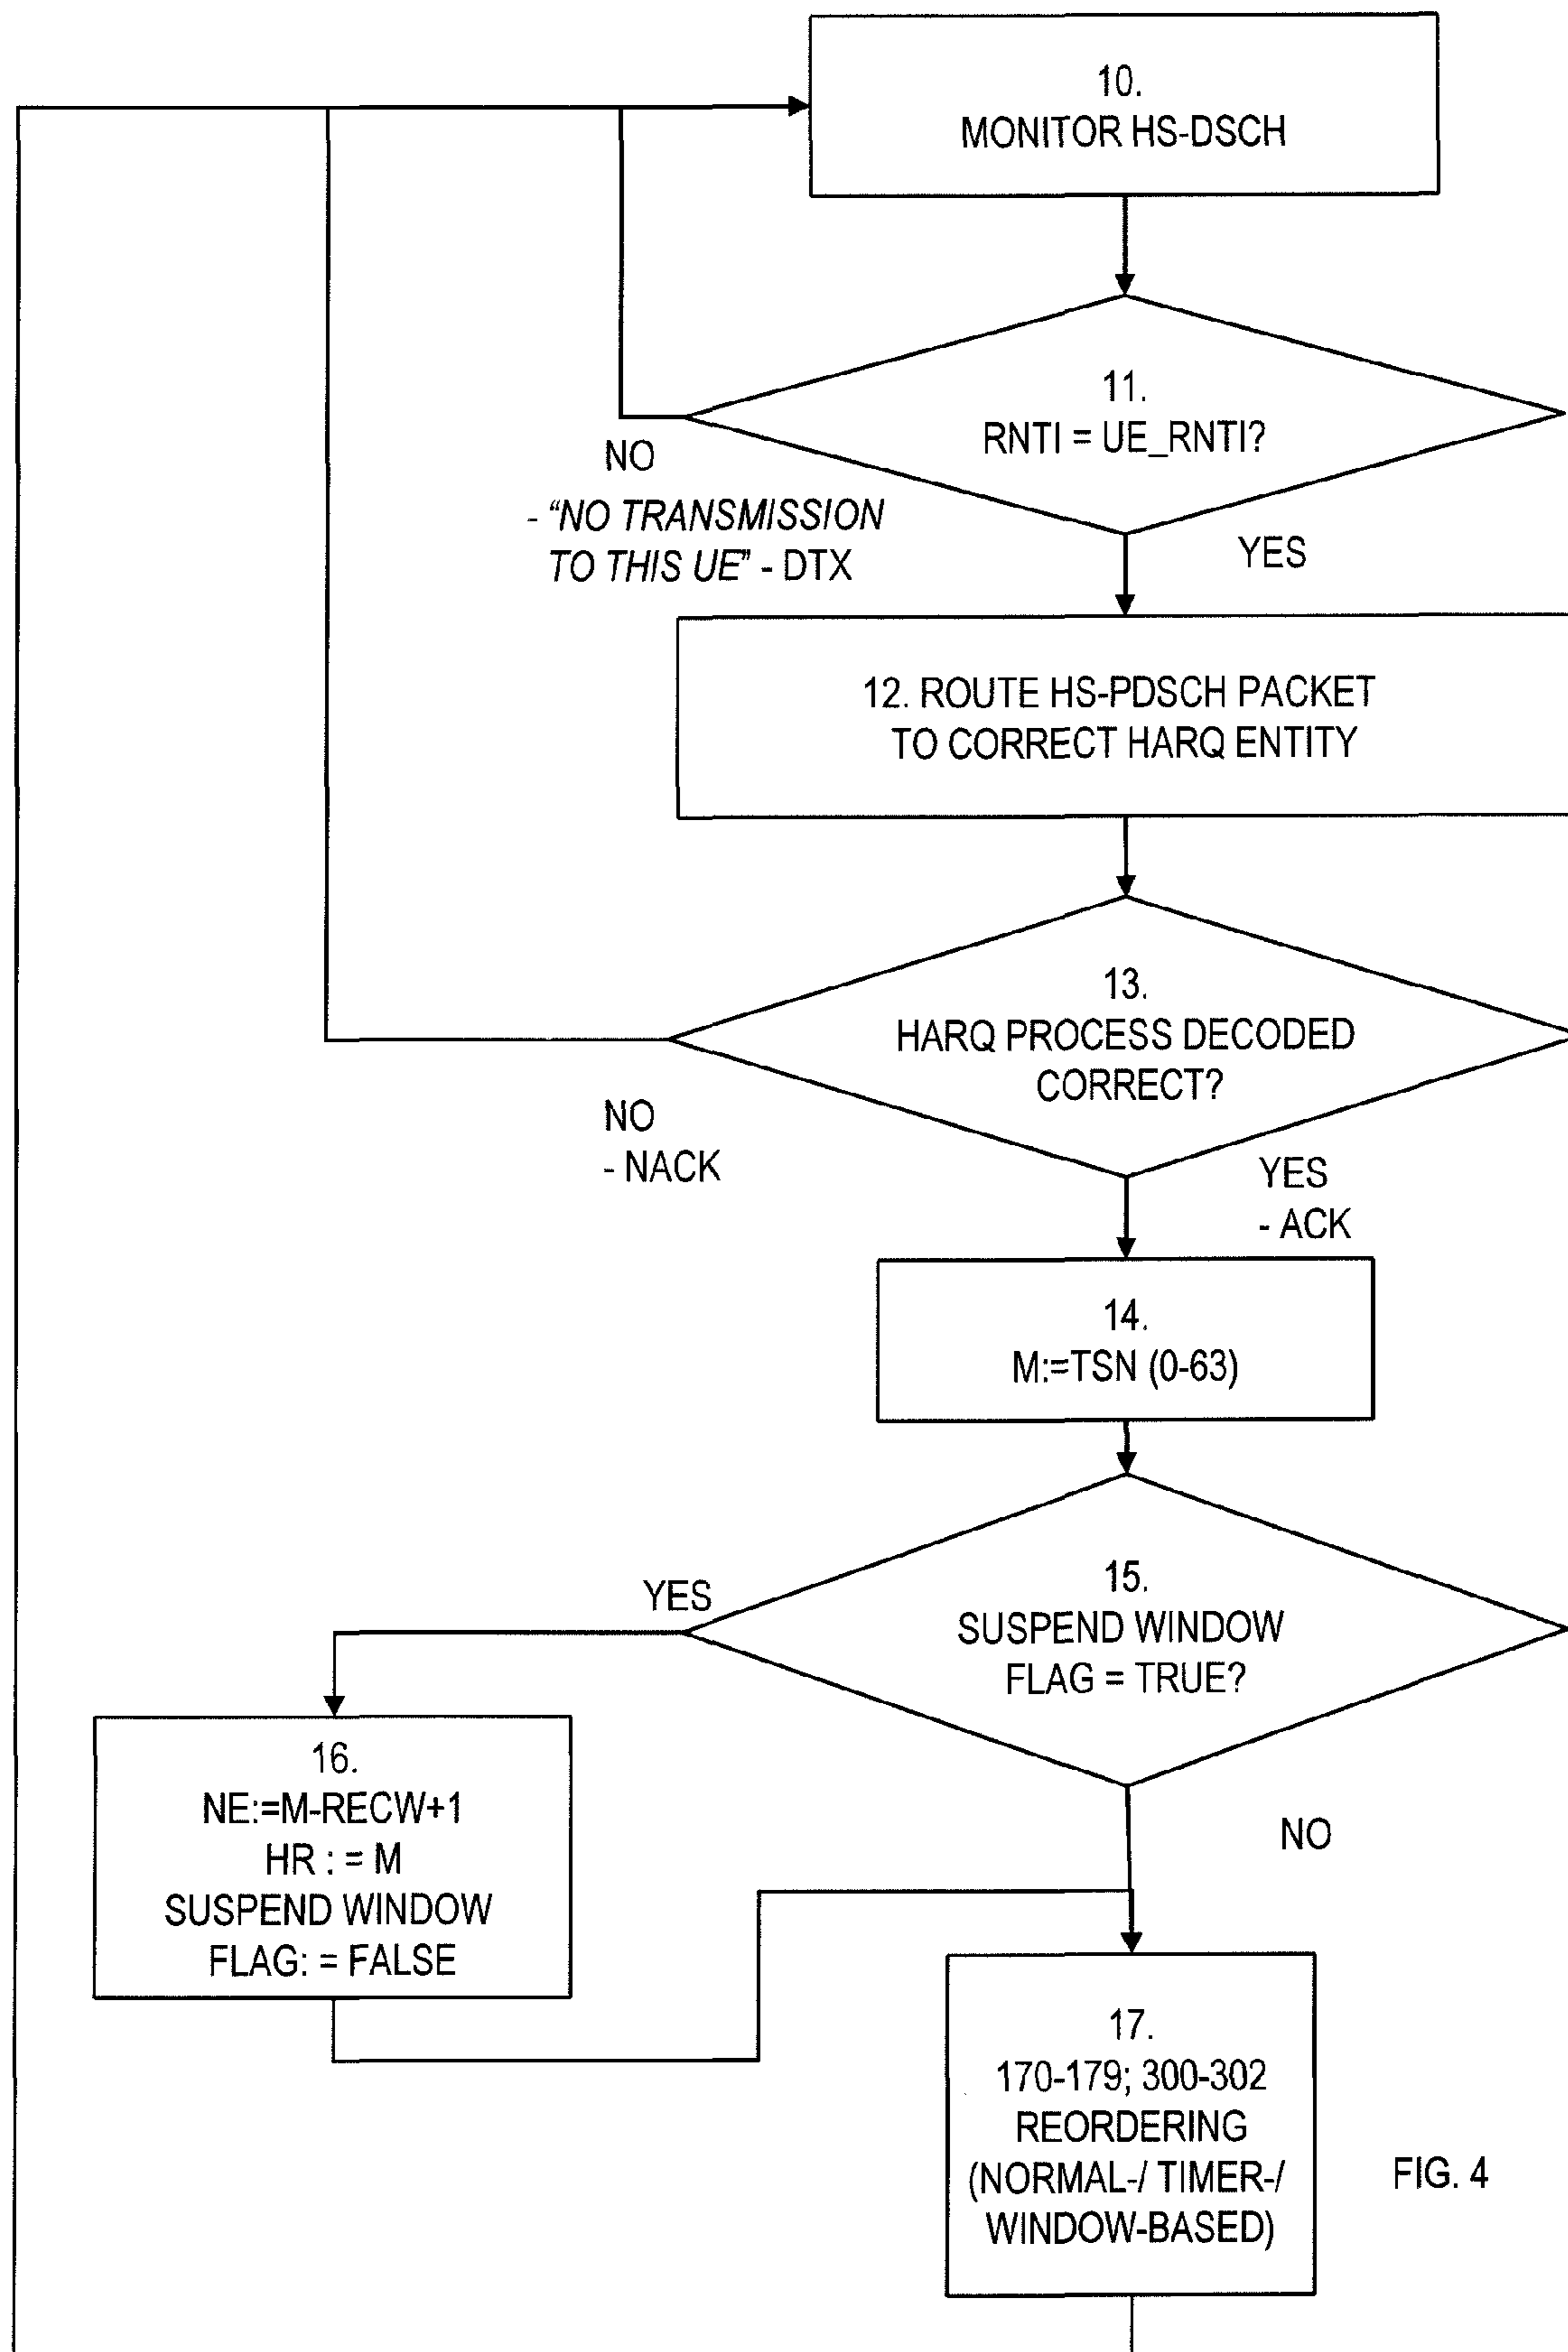 10.
MONITOR HS-DSCH
11.
RNTI = UE_RNTI?
NO
- “NO TRANSMISSION
TO THIS UE” - DTX
YES
12. ROUTE HS-PDSCH PACKET
TO CORRECT HARQ ENTITY
13.
HARQ PROCESS DECODED
CORRECT?
NO
- NACK
YES
- ACK
14.
M:=TSN (0-63)
15.
SUSPEND WINDOW
FLAG = TRUE?
YES
16.
NE:=M-RECW+1
HR : = M
SUSPEND WINDOW
FLAG: = FALSE
NO
17.
170-179; 300-302
REORDERING
(NORMAL-/ TIMER-/
WINDOW-BASED)
FIG. 4